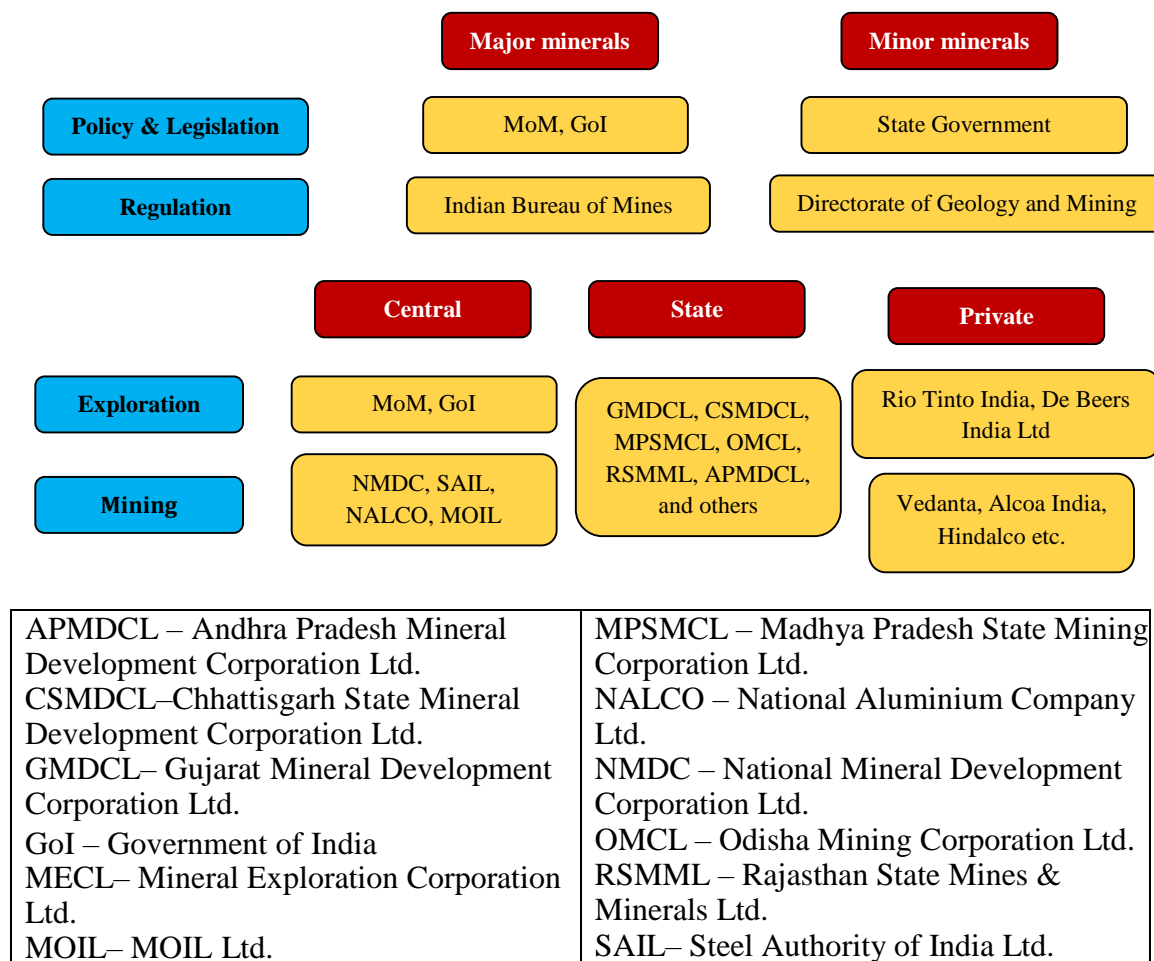 Major minerals
Minor minerals
Policy & Legislation
MoM, GoI
State Government
Regulation
Indian Bureau of Mines
Directorate of Geology and Mining
Central
State
Private
Exploration
MoM, GoI
GMDCL, CSMDCL,
MPSMCL, OMCL,
RSMML, APMDCL,
and others
Rio Tinto India, De Beers
India Ltd
Mining
NMDC, SAIL,
NALCO, MOIL
Vedanta, Alcoa India,
Hindalco etc.
APMDCL – Andhra Pradesh Mineral
Development Corporation Ltd.
CSMDCL–Chhattisgarh State Mineral
Development Corporation Ltd.
GMDCL– Gujarat Mineral Development
Corporation Ltd.
GoI – Government of India
MECL– Mineral Exploration Corporation
Ltd.
MOIL– MOIL Ltd.
MPSMCL – Madhya Pradesh State Mining
Corporation Ltd.
NALCO – National Aluminium Company
Ltd.
NMDC – National Mineral Development
Corporation Ltd.
OMCL – Odisha Mining Corporation Ltd.
RSMML – Rajasthan State Mines &
Minerals Ltd.
SAIL– Steel Authority of India Ltd.